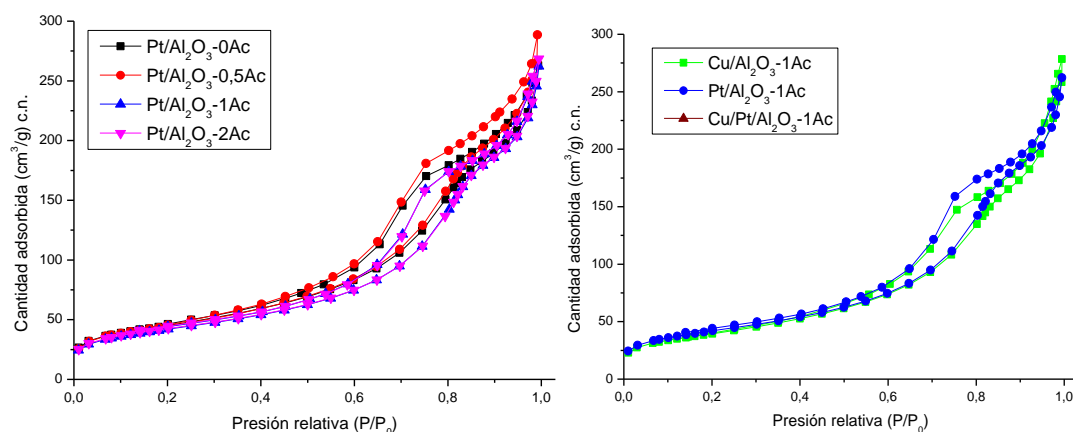 300
250
200
150
100
50
0
Cantidad adsorbida (cm³/g) c.n.
Pt/Al₂O₃-0Ac
Pt/Al₂O₃-0,5Ac
Pt/Al₂O₃-1Ac
Pt/Al₂O₃-2Ac
0,0 0,2 0,4 0,6 0,8 1,0
Presión relativa (P/P₀)
300
250
200
150
100
50
0
Cantidad adsorbida (cm³/g) c.n.
Cu/Al₂O₃-1Ac
Pt/Al₂O₃-1Ac
Cu/Pt/Al₂O₃-1Ac
0,0 0,2 0,4 0,6 0,8 1,0
Presión relativa (P/P₀)